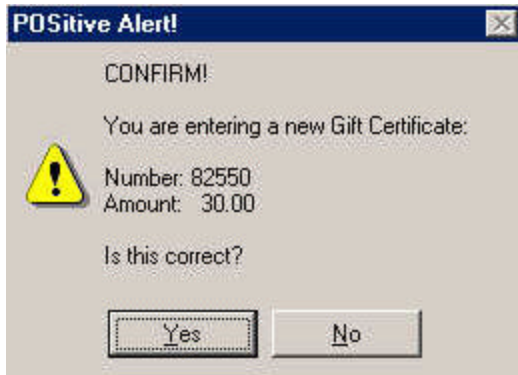 POSitive Alert!
CONFIRM!
You are entering a new Gift Certificate:
Number: 82550
Amount: 30.00
Is this correct?
Yes No